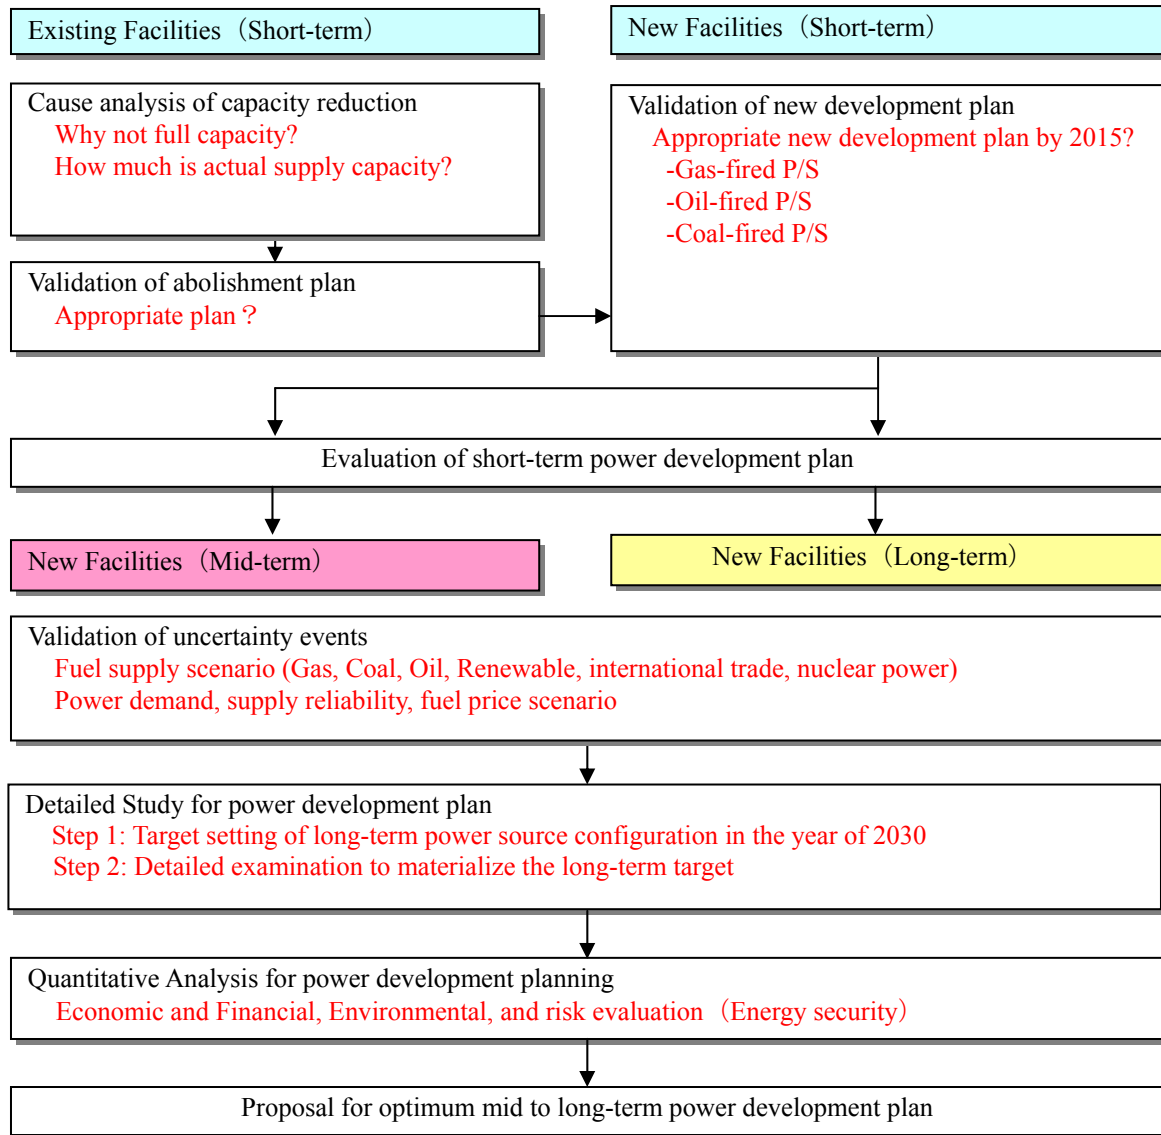 Existing Facilities（Short-term）
New Facilities（Short-term）
Cause analysis of capacity reduction
Why not full capacity?
How much is actual supply capacity?
Validation of abolishment plan
Appropriate plan？
Validation of new development plan
Appropriate new development plan by 2015?
-Gas-fired P/S
-Oil-fired P/S
-Coal-fired P/S
Evaluation of short-term power development plan
New Facilities（Mid-term）
New Facilities（Long-term）
Validation of uncertainty events
Fuel supply scenario (Gas, Coal, Oil, Renewable, international trade, nuclear power)
Power demand, supply reliability, fuel price scenario
Detailed Study for power development plan
Step 1: Target setting of long-term power source configuration in the year of 2030
Step 2: Detailed examination to materialize the long-term target
Quantitative Analysis for power development planning
Economic and Financial, Environmental, and risk evaluation（Energy security）
Proposal for optimum mid to long-term power development plan